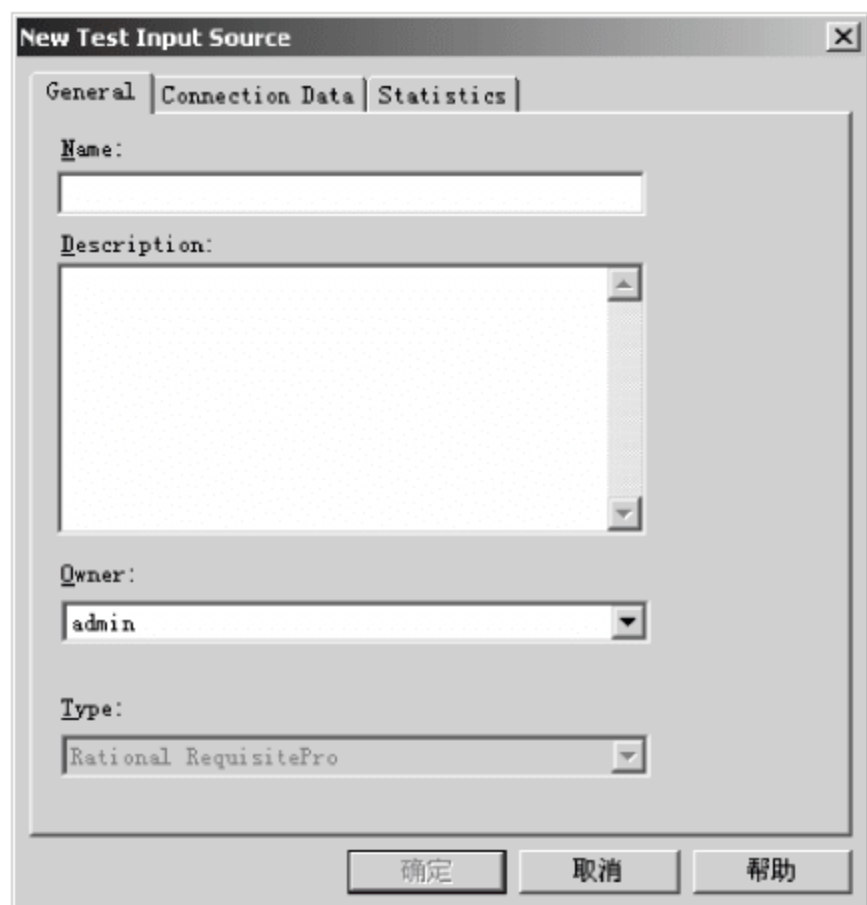 New Test Input Source
General Connection Data Statistics
Name:
Description:
Owner:
admin
Type:
Rational RequisitePro
确定 取消 帮助